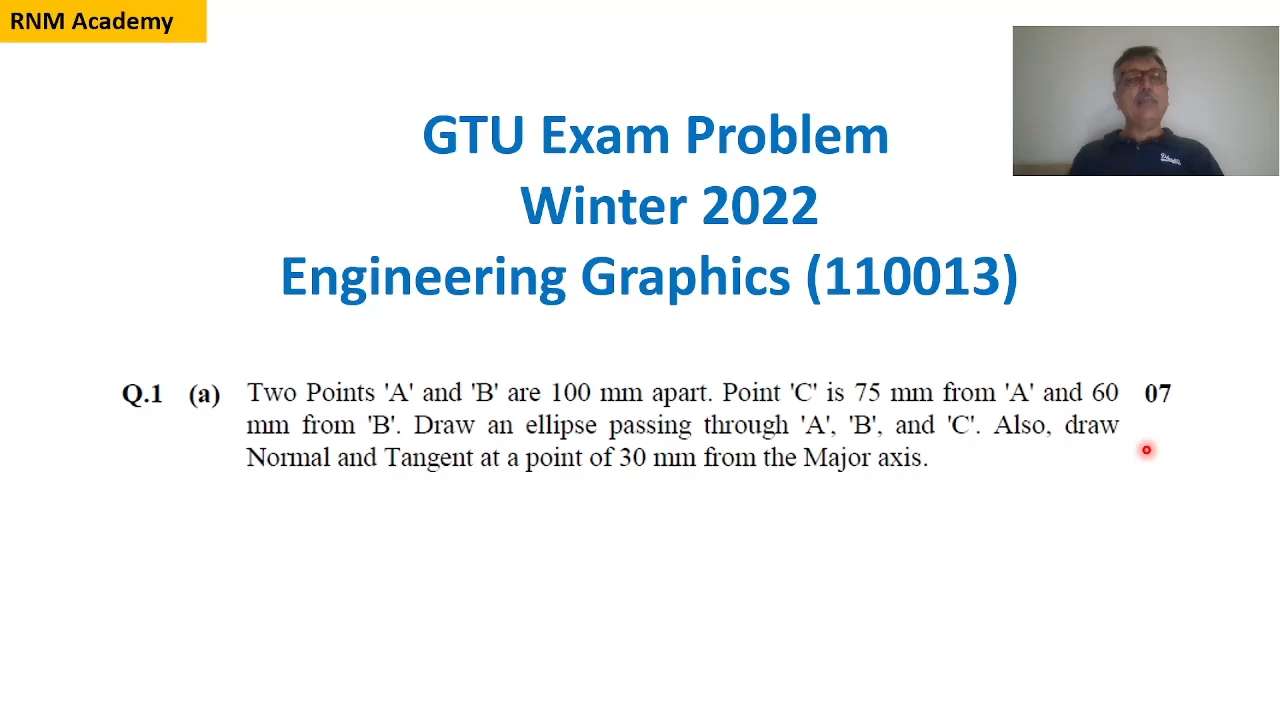 RNM Academy
GTU Exam Problem
Winter 2022
Engineering Graphics (110013)
Q.1 (a) Two Points 'A' and 'B' are 100 mm apart. Point 'C' is 75 mm from 'A' and 60 07
mm from 'B'. Draw an ellipse passing through 'A', 'B', and 'C'. Also, draw
Normal and Tangent at a point of 30 mm from the Major axis.